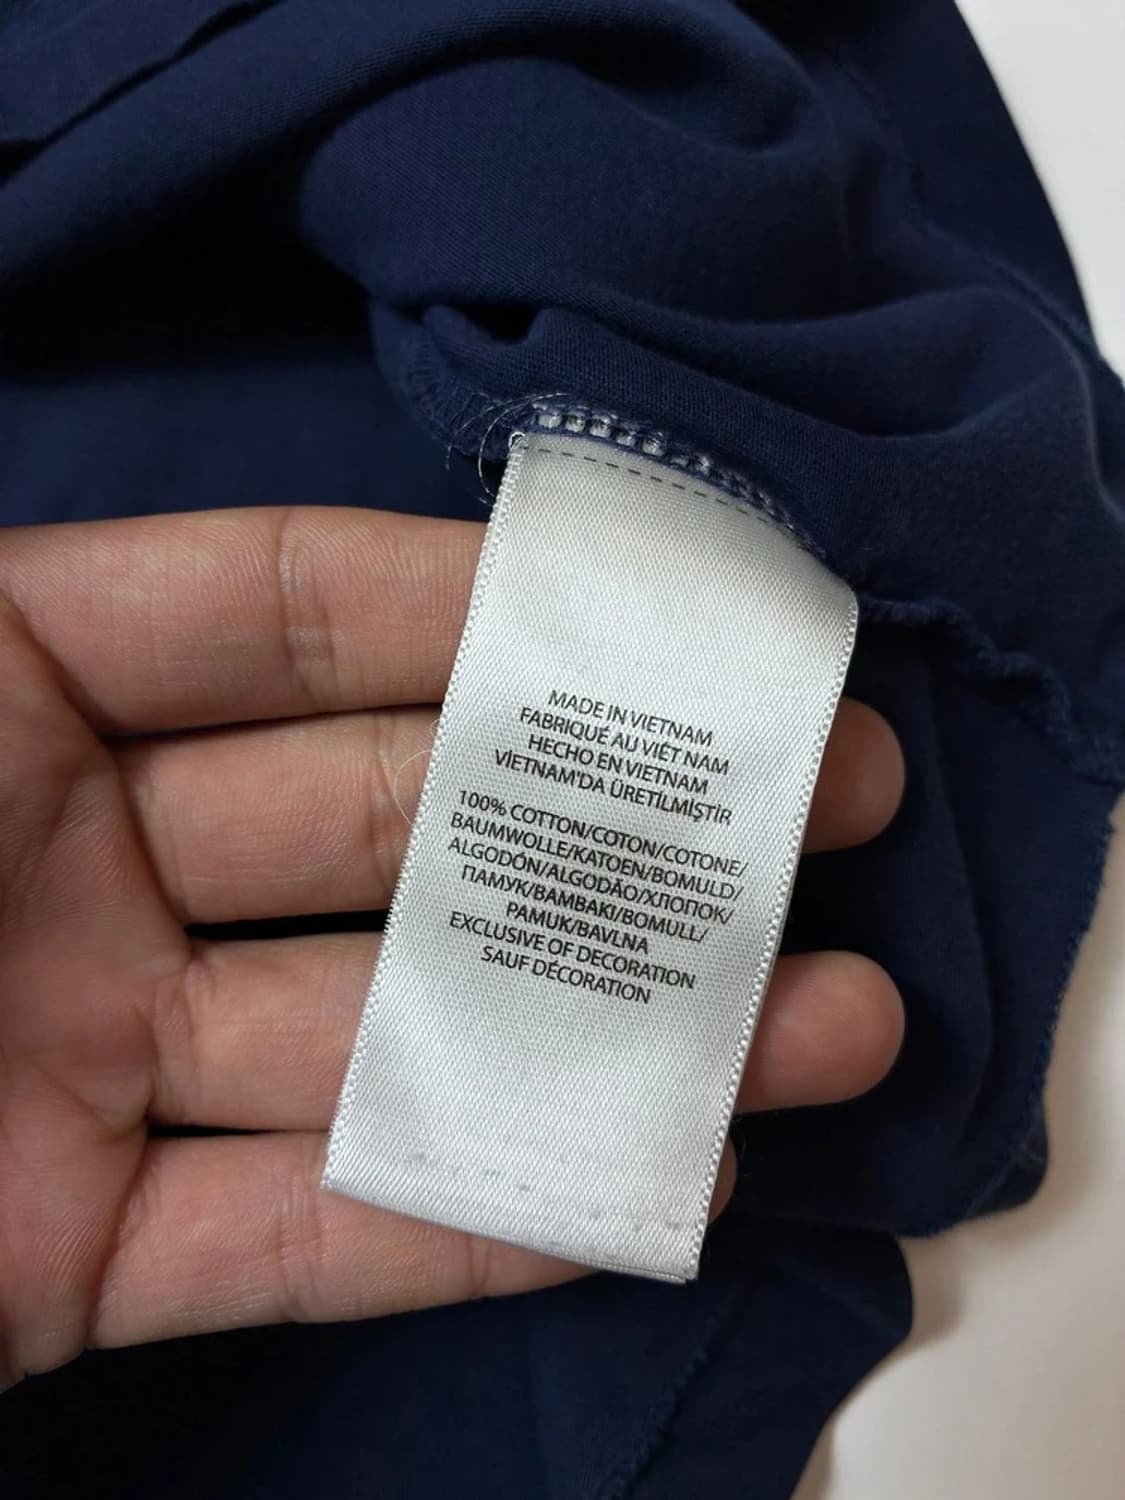 MADE IN VIETNAM
FABRIQUÉ AU VIÊT NAM
HECHO EN VIETNAM
VİETNAM'DA ÜRETİLMİŞTİR
100% COTTON/COTON/COTONE/
BAUMWOLLE/KATOEN/BOMULD/
ALGODÓN/ALGODÃO/ХЛОПОК/
ПАМУК/BAMBAKI/BOMULL/
PAMUK/BAVLNA
EXCLUSIVE OF DECORATION
SAUF DÉCORATION